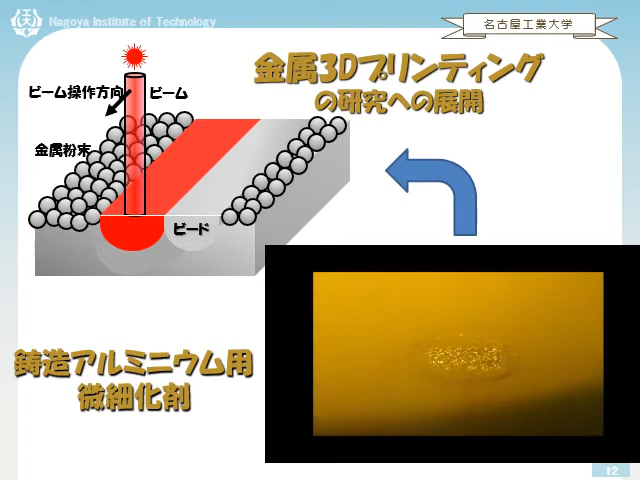 Nagoya Institute of Technology
名古屋工業大学
金属3Dプリンティング
の研究への展開
ビーム操作方向
ビーム
金属粉末
ビード
鋳造アルミニウム用
微細化剤
12